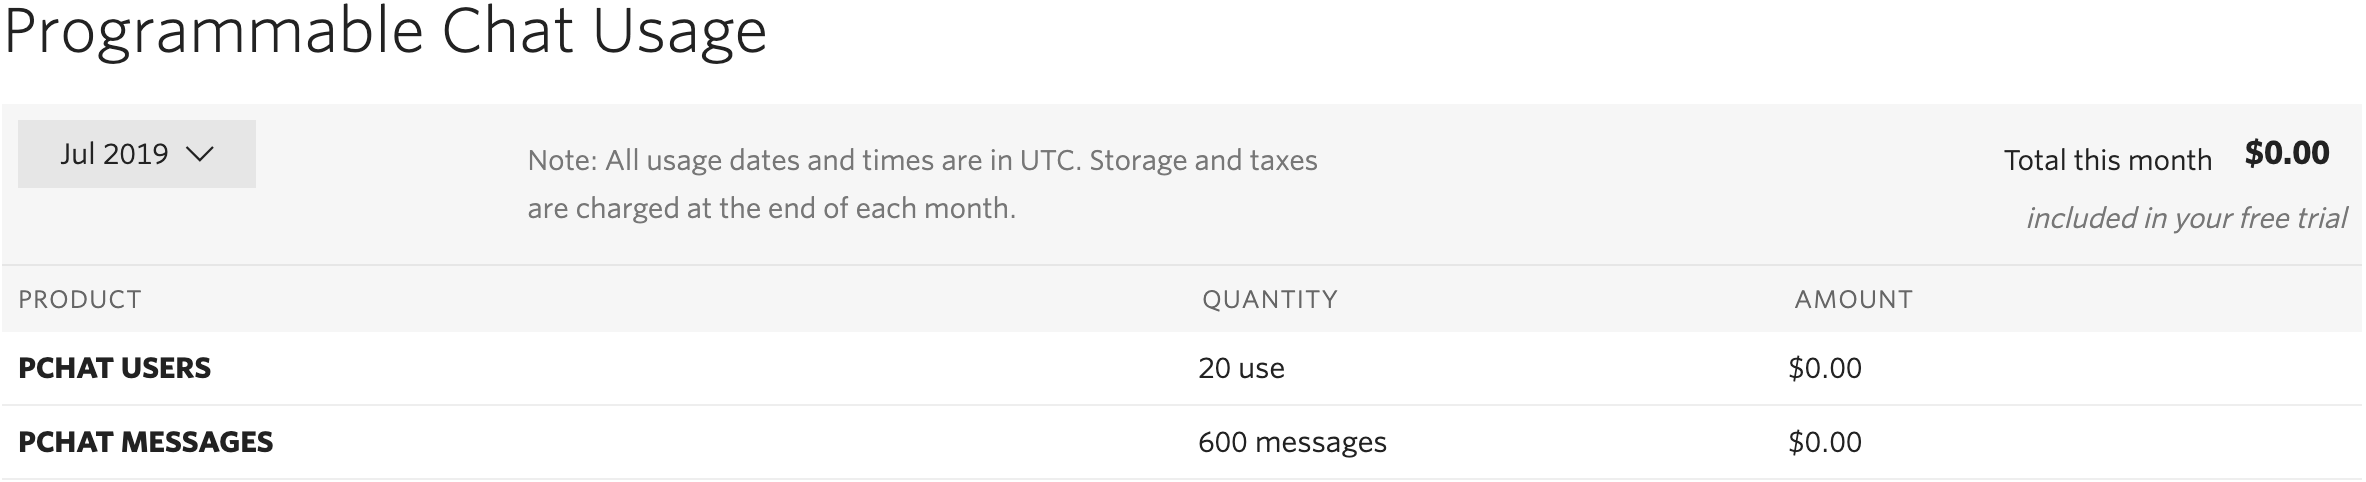 Programmable Chat Usage
Jul 2019
Note: All usage dates and times are in UTC. Storage and taxes
are charged at the end of each month.
Total this month $0.00
included in your free trial
PRODUCT QUANTITY AMOUNT
PCHAT USERS 20 use $0.00
PCHAT MESSAGES 600 messages $0.00